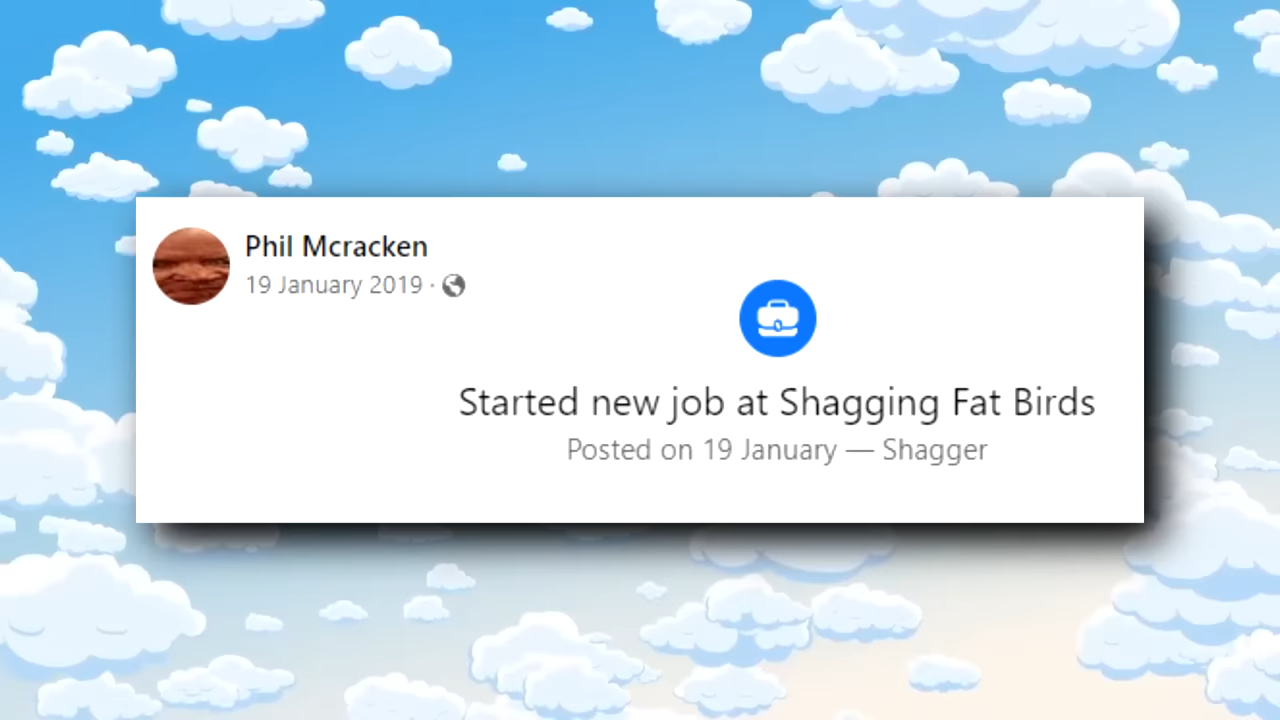 Phil Mcracken
19 January 2019 ·
Started new job at Shagging Fat Birds
Posted on 19 January — Shagger